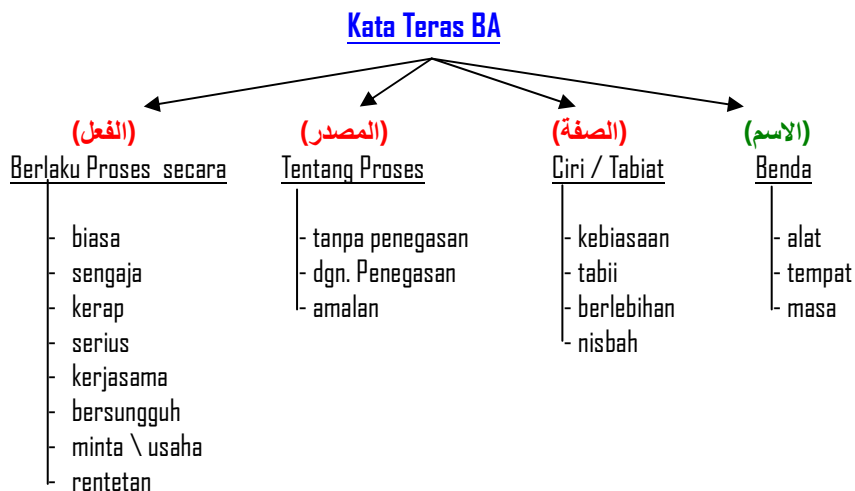 Kata Teras BA
(الفعل)
Berlaku Proses secara
- biasa
- sengaja
- kerap
- serius
- kerjasama
- bersungguh
- minta \ usaha
- rentetan
(المصدر)
Tentang Proses
- tanpa penegasan
- dgn. Penegasan
- amalan
(الصفة)
Ciri / Tabiat
- kebiasaan
- tabii
- berlebihan
- nisbah
(الاسم)
Benda
- alat
- tempat
- masa